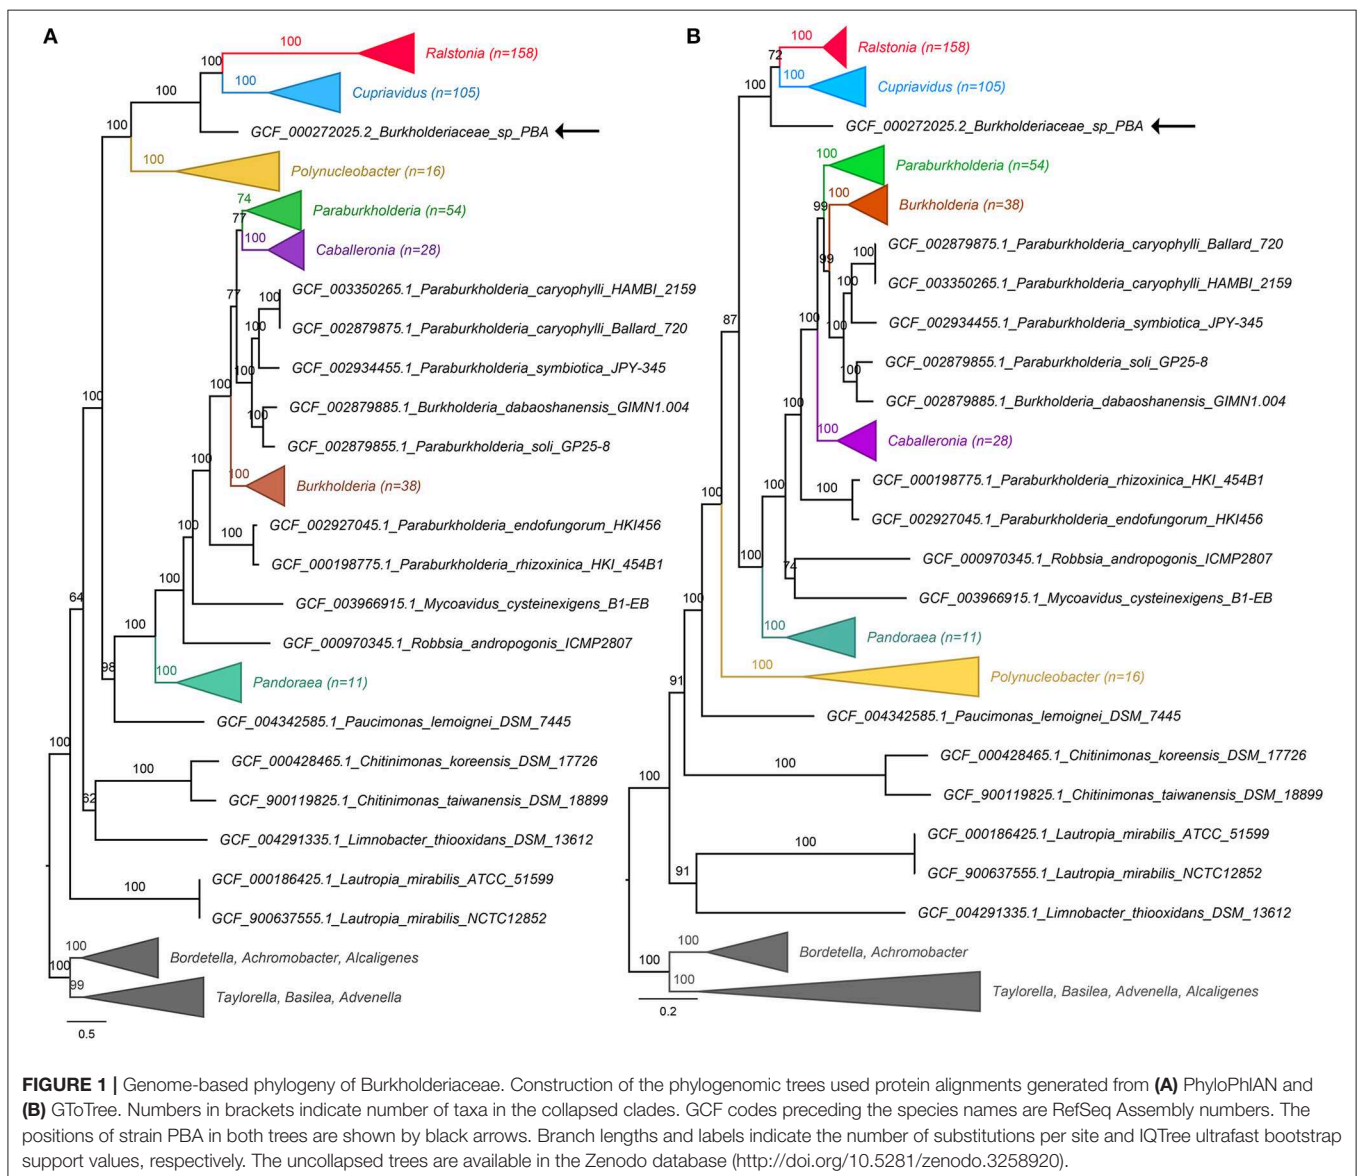 A
100
Ralstonia (n=158)
100
100
Cupriavidus (n=105)
100
GCF_000272025.2_Burkholderiaceae_sp_PBA
100
100
Polynucleobacter (n=16)
74
Paraburkholderia (n=54)
77
100
Caballeronia (n=28)
77
GCF_003350265.1_Paraburkholderia_caryophylli_HAMBI_2159
100
GCF_002879875.1_Paraburkholderia_caryophylli_Ballard_720
100
GCF_002934455.1_Paraburkholderia_symbiotica_JPY-345
100
100
GCF_002879885.1_Burkholderia_dabaoshanensis_GIMN1.004
100
100
GCF_002879855.1_Paraburkholderia_soli_GP25-8
100
100
Burkholderia (n=38)
100
GCF_002927045.1_Paraburkholderia_endofungorum_HKI456
100
GCF_000198775.1_Paraburkholderia_rhizoxinica_HKI_454B1
100
64
GCF_003966915.1_Mycoavidus_cysteinexigens_B1-EB
100
GCF_000970345.1_Robbsia_andropogonis_ICMP2807
98
100
Pandoraea (n=11)
GCF_004342585.1_Paucimonas_lemoignei_DSM_7445
100
GCF_000428465.1_Chitinimonas_koreensis_DSM_17726
100
62
GCF_900119825.1_Chitinimonas_taiwanensis_DSM_18899
GCF_004291335.1_Limnobacter_thiooxidans_DSM_13612
GCF_000186425.1_Lautropia_mirabilis_ATCC_51599
100
GCF_900637555.1_Lautropia_mirabilis_NCTC12852
100
Bordetella, Achromobacter, Alcaligenes
100
99
Taylorella, Basilea, Advenella
0.5
B
100
Ralstonia (n=158)
72
100
Cupriavidus (n=105)
100
GCF_000272025.2_Burkholderiaceae_sp_PBA
100
Paraburkholderia (n=54)
100
Burkholderia (n=38)
99
GCF_002879875.1_Paraburkholderia_caryophylli_Ballard_720
100
99
GCF_003350265.1_Paraburkholderia_caryophylli_HAMBI_2159
100
GCF_002934455.1_Paraburkholderia_symbiotica_JPY-345
87
100
100
GCF_002879855.1_Paraburkholderia_soli_GP25-8
100
GCF_002879885.1_Burkholderia_dabaoshanensis_GIMN1.004
100
100
Caballeronia (n=28)
GCF_000198775.1_Paraburkholderia_rhizoxinica_HKI_454B1
100
100
100
GCF_002927045.1_Paraburkholderia_endofungorum_HKI456
100
GCF_000970345.1_Robbsia_andropogonis_ICMP2807
74
GCF_003966915.1_Mycoavidus_cysteinexigens_B1-EB
100
100
Pandoraea (n=11)
100
Polynucleobacter (n=16)
91
GCF_004342585.1_Paucimonas_lemoignei_DSM_7445
GCF_000428465.1_Chitinimonas_koreensis_DSM_17726
100
100
GCF_900119825.1_Chitinimonas_taiwanensis_DSM_18899
GCF_000186425.1_Lautropia_mirabilis_ATCC_51599
100
91
GCF_900637555.1_Lautropia_mirabilis_NCTC12852
GCF_004291335.1_Limnobacter_thiooxidans_DSM_13612
100
Bordetella, Achromobacter
100
100
Taylorella, Basilea, Advenella, Alcaligenes
0.2
FIGURE 1 | Genome-based phylogeny of Burkholderiaceae. Construction of the phylogenomic trees used protein alignments generated from (A) PhyloPhlAN and
(B) GToTree. Numbers in brackets indicate number of taxa in the collapsed clades. GCF codes preceding the species names are RefSeq Assembly numbers. The
positions of strain PBA in both trees are shown by black arrows. Branch lengths and labels indicate the number of substitutions per site and IQTree ultrafast bootstrap
support values, respectively. The uncollapsed trees are available in the Zenodo database (http://doi.org/10.5281/zenodo.3258920).